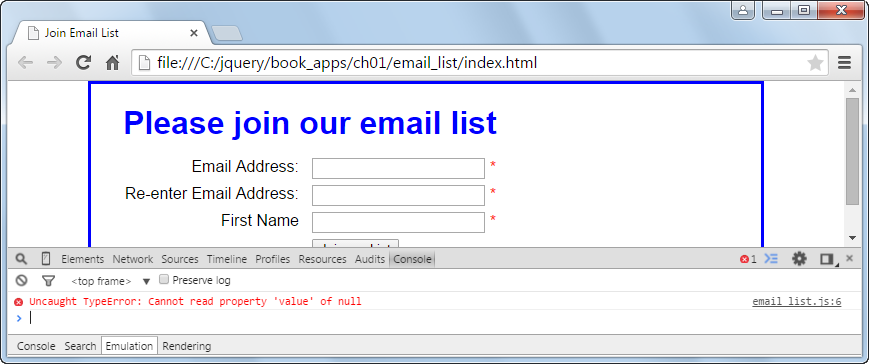 Join Email List
file:///C:/jquery/book_apps/ch01/email_list/index.html
Please join our email list
Email Address: *
Re-enter Email Address: *
First Name *
Elements Network Sources Timeline Profiles Resources Audits Console 1
<top frame> Preserve log
Uncaught TypeError: Cannot read property 'value' of null email_list.js:6
Console Search Emulation Rendering